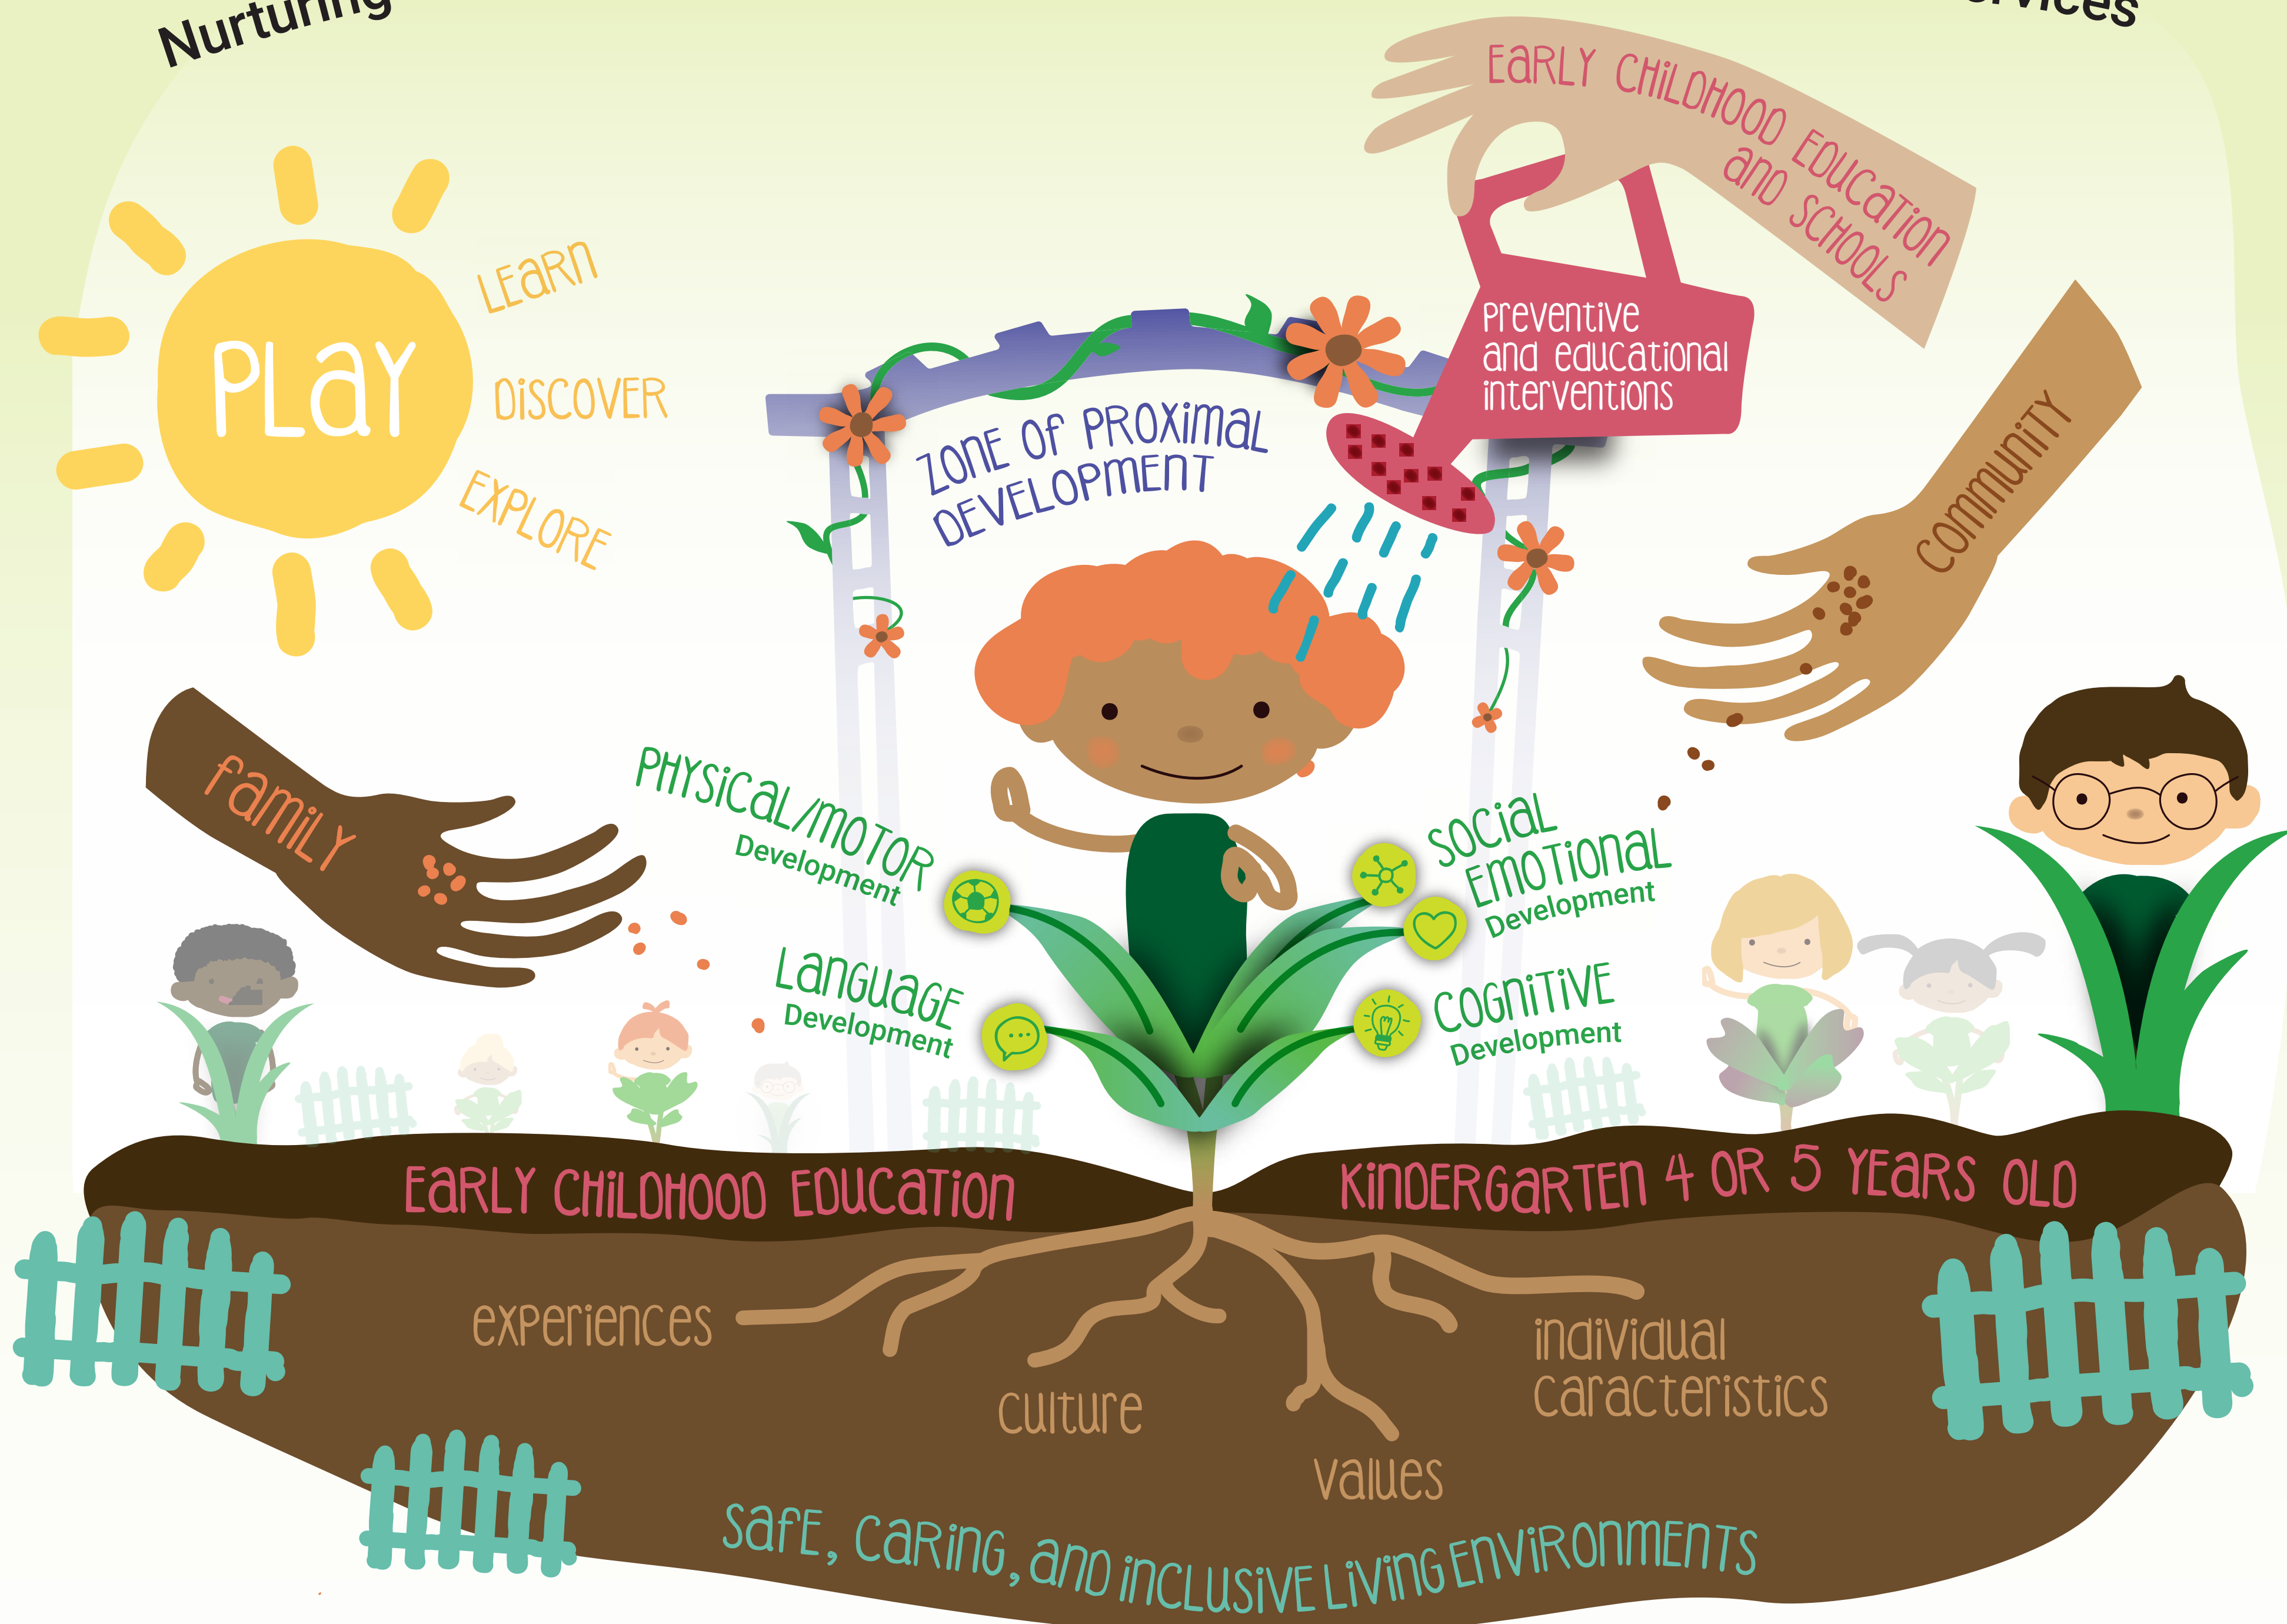 Nurturing
EARLY CHILDHOOD EDUCATION
AND SCHOOLS
LEARN
PLAY
DISCOVER
EXPLORE
Preventive
and educational
interventions
ZONE Of PROXIMAL
DEVELOPMENT
COMMUNITY
fAMILY
PHYSICAL/MOTOR
Development
SOCIAL
EMOTIONAL
Development
LANGUAGE
Development
COGNITIVE
Development
EARLY CHILDHOOD EDUCATION
KINDERGARTEN 4 OR 5 YEARS OLD
experiences
individual
caracteristics
culture
values
SAfE, CARING, AND INCLUSIVE LIVING ENVIRONMENTS